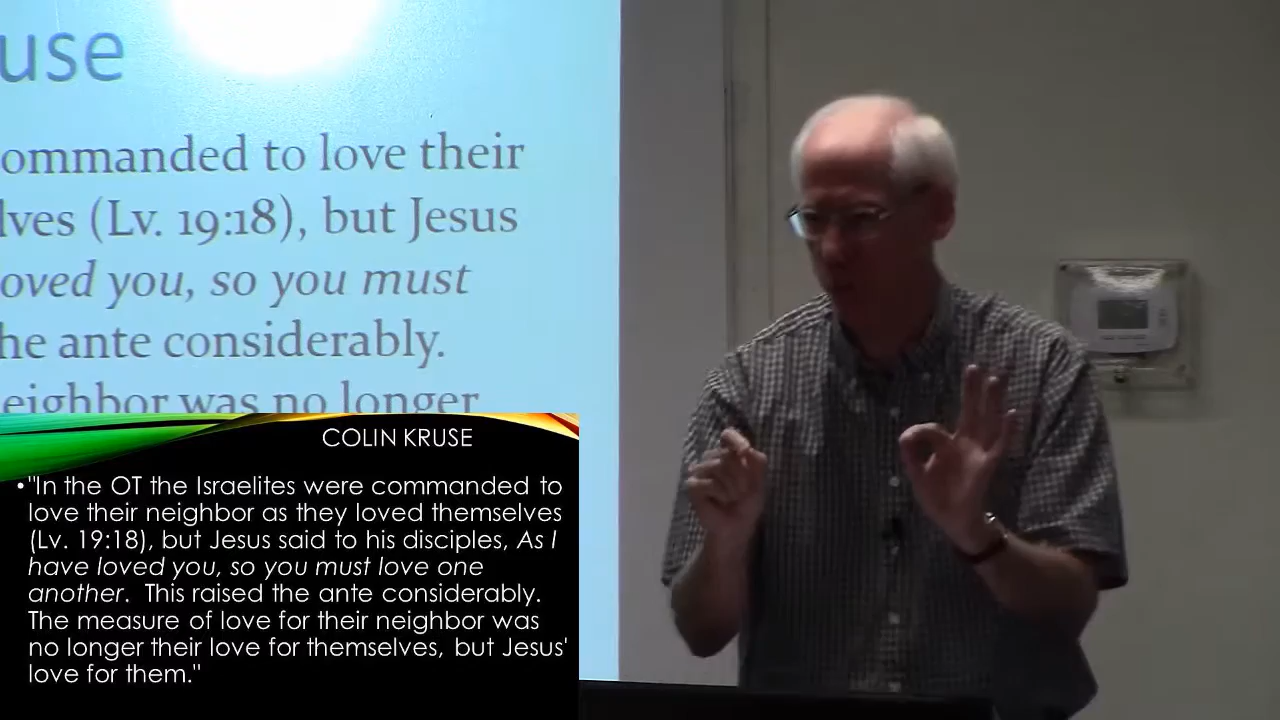 use
ommanded to love their
lves (Lv. 19:18), but Jesus
oved you, so you must
he ante considerably.
eighbor was no longer
COLIN KRUSE
•"In the OT the Israelites were commanded to
love their neighbor as they loved themselves
(Lv. 19:18), but Jesus said to his disciples, As I
have loved you, so you must love one
another. This raised the ante considerably.
The measure of love for their neighbor was
no longer their love for themselves, but Jesus'
love for them."